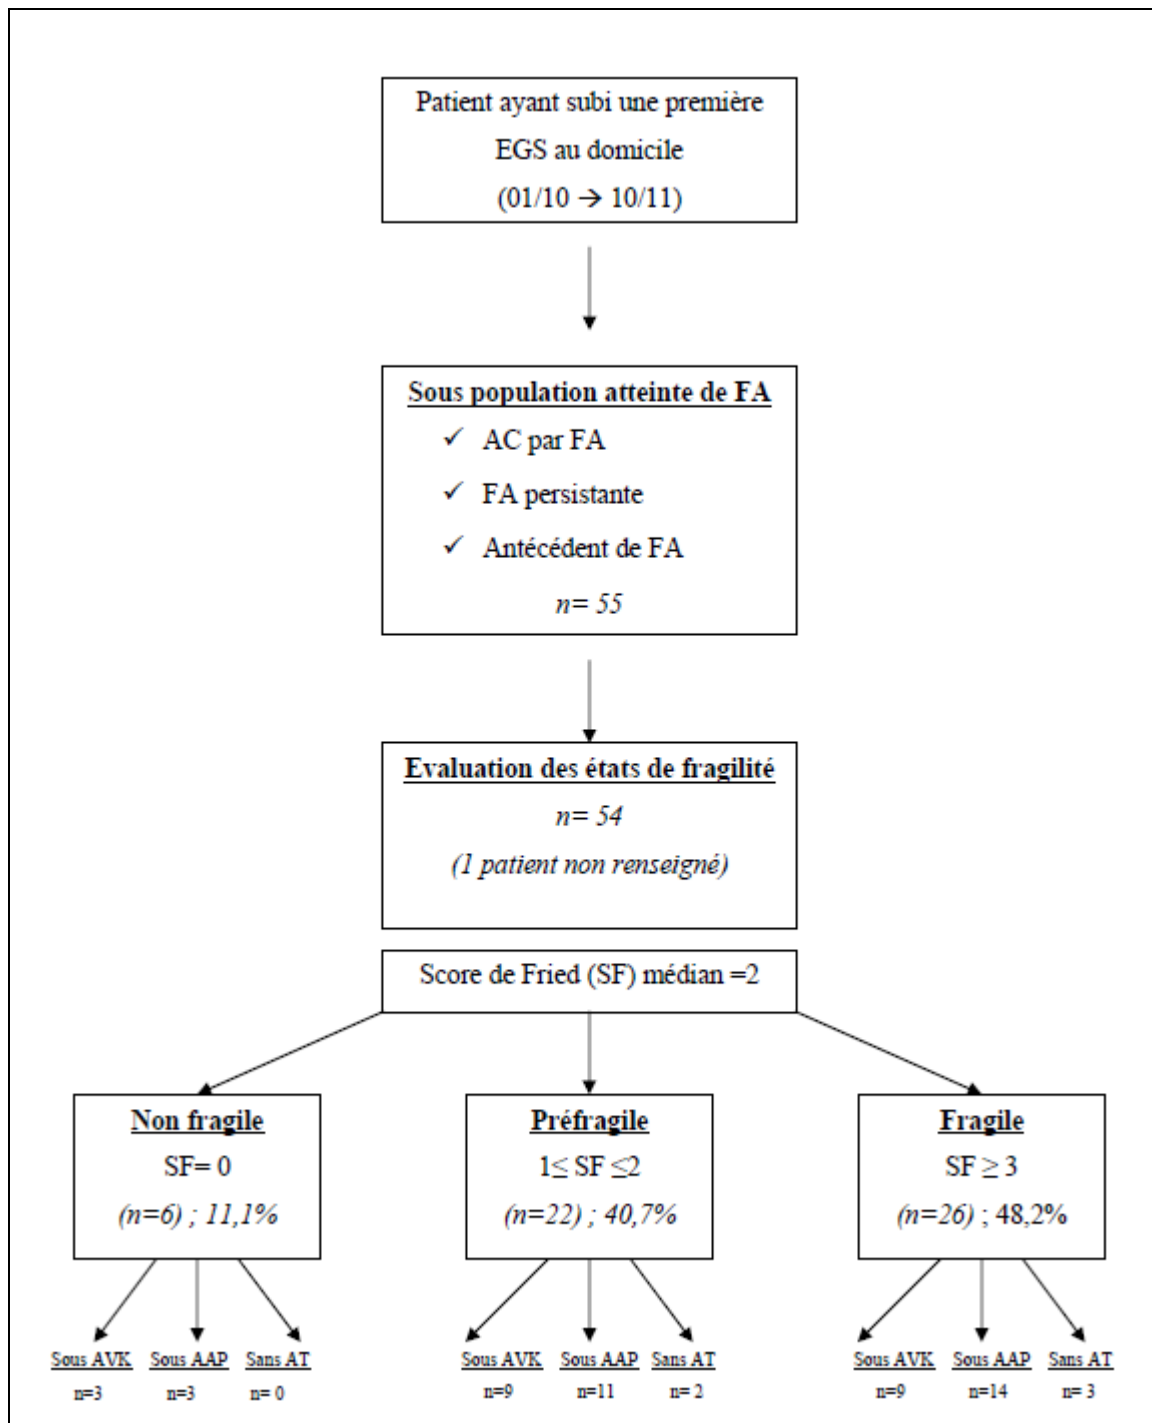 Patient ayant subi une première
EGS au domicile
(01/10 → 10/11)
Sous population atteinte de FA
✓ AC par FA
✓ FA persistante
✓ Antécédent de FA
n= 55
Evaluation des états de fragilité
n= 54
(1 patient non renseigné)
Score de Fried (SF) médian =2
Non fragile
SF= 0
(n=6) ; 11,1%
Préfragile
1≤ SF ≤2
(n=22) ; 40,7%
Fragile
SF ≥ 3
(n=26) ; 48,2%
Sous AVK Sous AAP Sans AT
n=3 n=3 n= 0
Sous AVK Sous AAP Sans AT
n=9 n=11 n= 2
Sous AVK Sous AAP Sans AT
n=9 n=14 n= 3